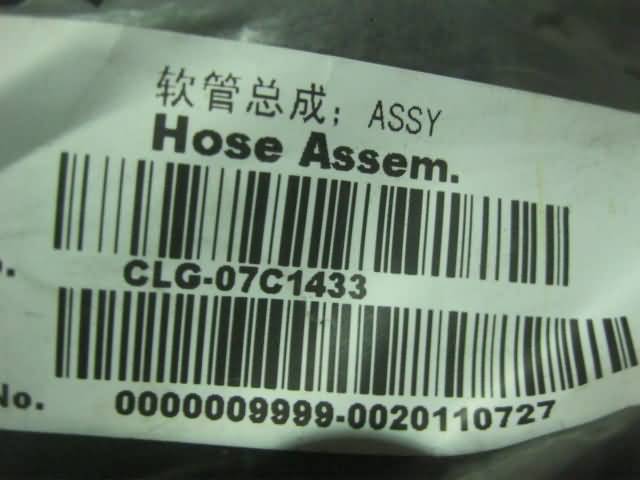 软管总成; ASSY
Hose Assem.
CLG-07C1433
No. 0000009999-0020110727